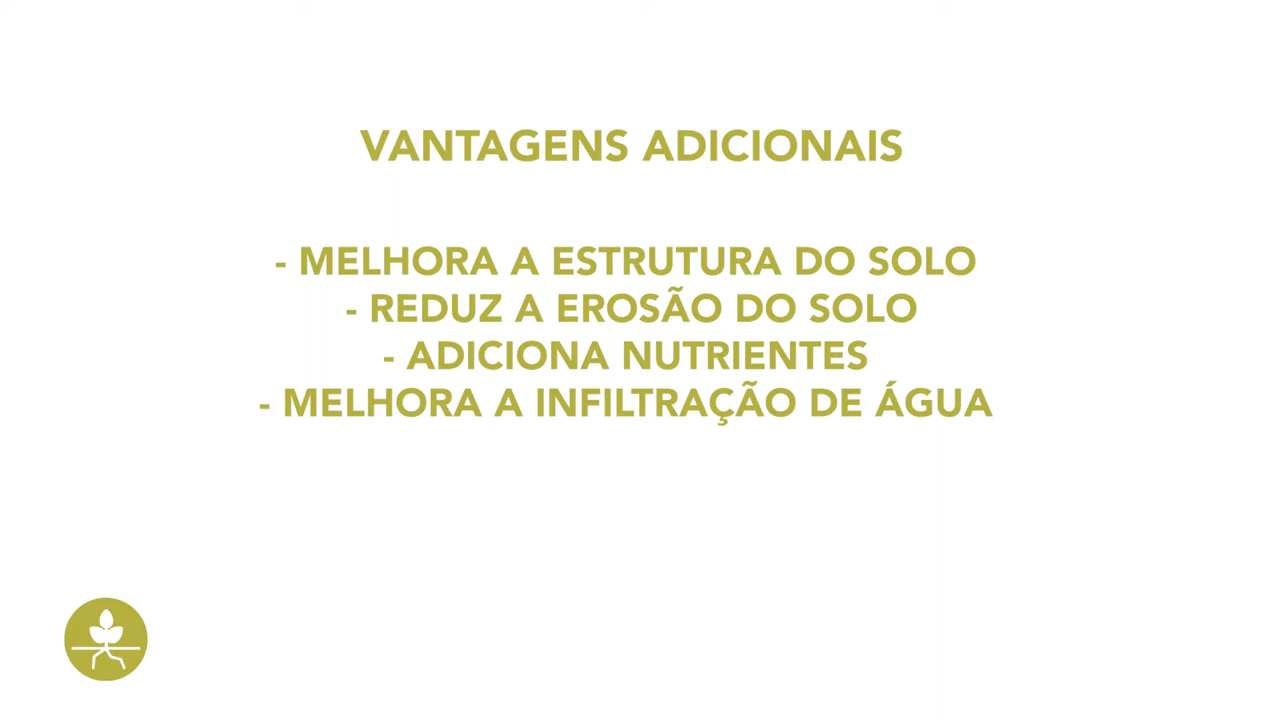 VANTAGENS ADICIONAIS
- MELHORA A ESTRUTURA DO SOLO
- REDUZ A EROSÃO DO SOLO
- ADICIONA NUTRIENTES
- MELHORA A INFILTRAÇÃO DE ÁGUA